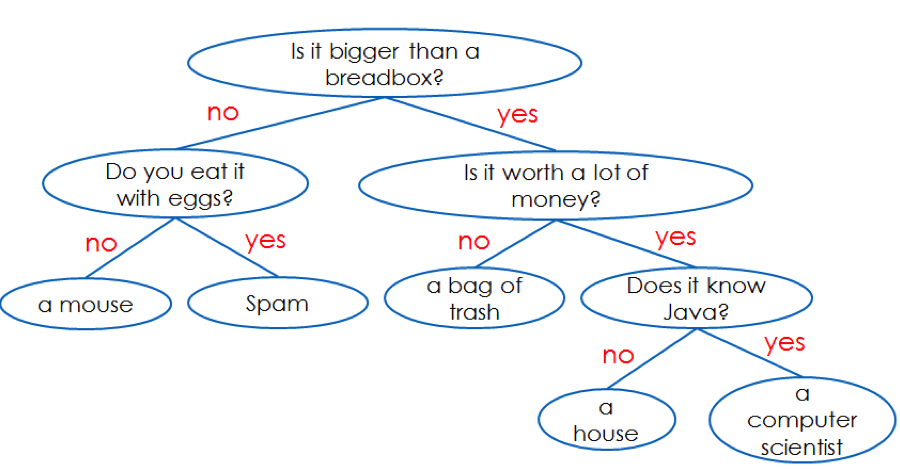 Is it bigger than a
breadbox?
no
yes
Do you eat it
with eggs?
Is it worth a lot of
money?
no
yes
no
yes
a mouse
Spam
a bag of
trash
Does it know
Java?
no
yes
a
house
a
computer
scientist